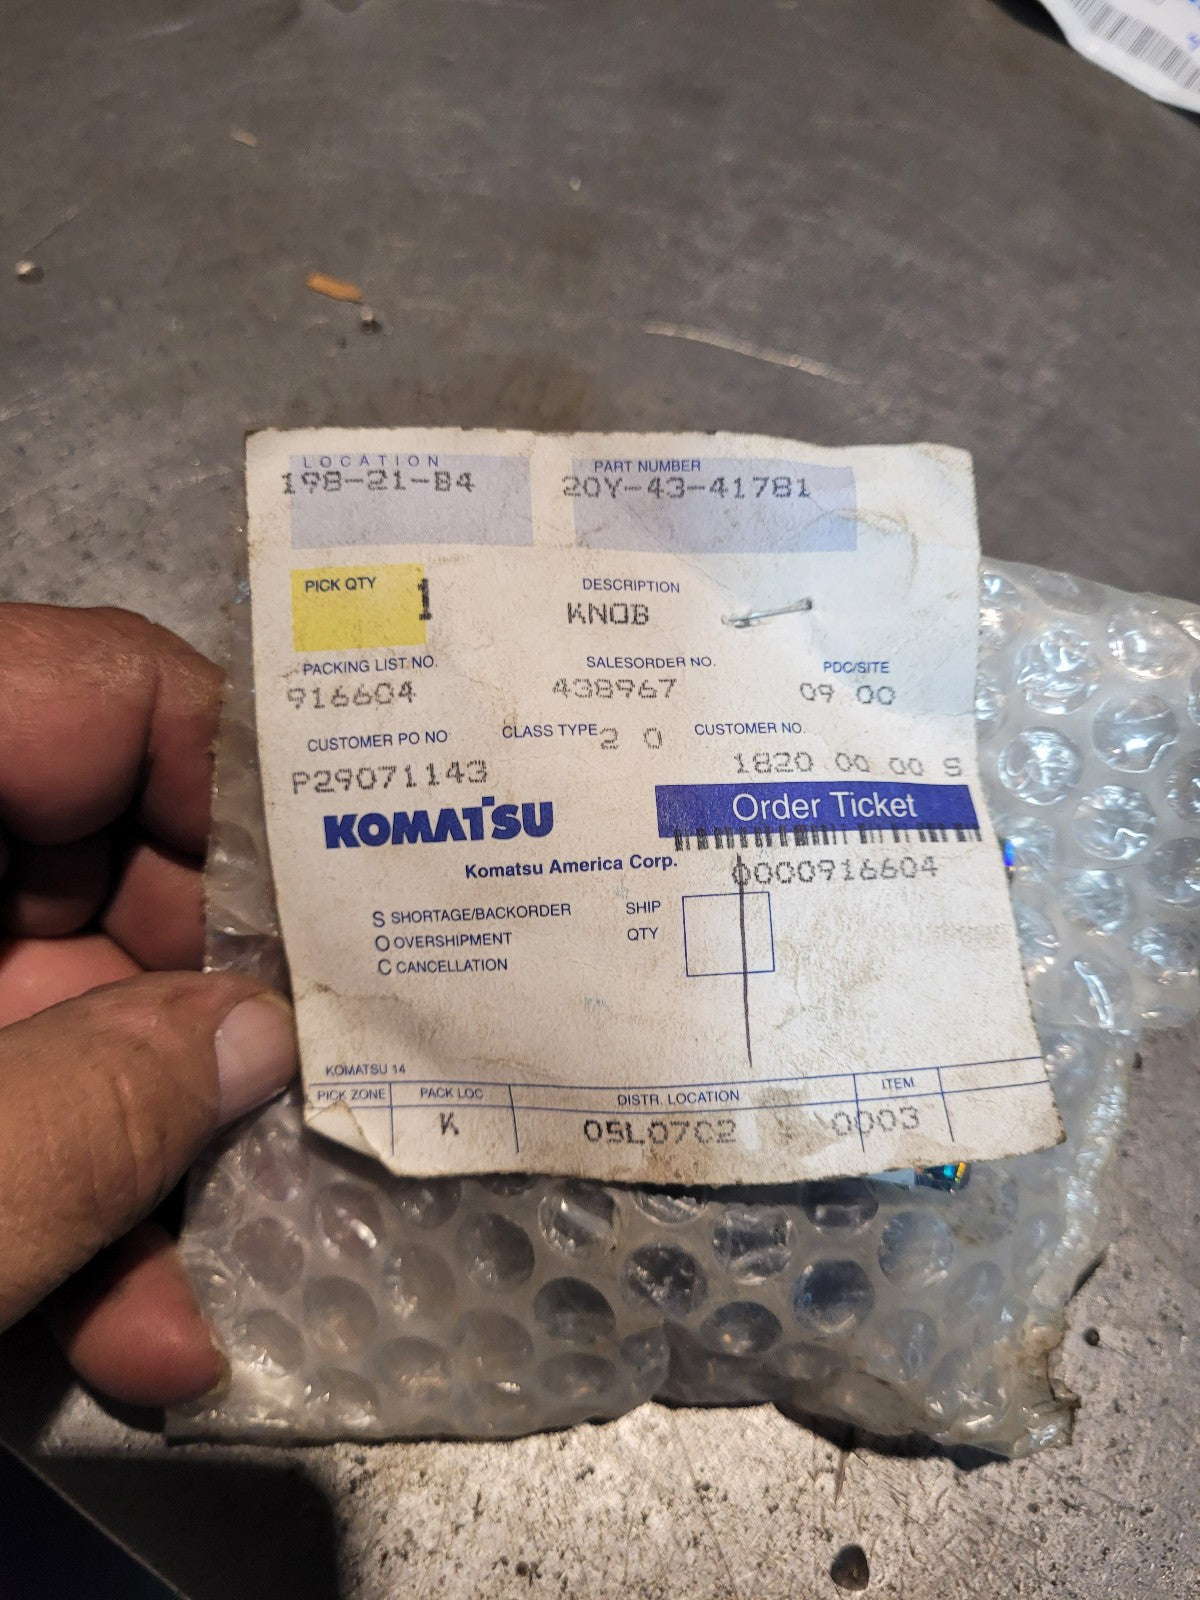 LOCATION
198-21-B4
PART NUMBER
20Y-43-41781
PICK QTY
1
DESCRIPTION
KNOB
PACKING LIST NO.
916604
SALESORDER NO.
438967
PDC/SITE
09 00
CUSTOMER PO NO
P29071143
CLASS TYPE
2 0
CUSTOMER NO.
1820 00 00 S
KOMATSU
Order Ticket
Komatsu America Corp.
0000916604
S SHORTAGE/BACKORDER
O OVERSHIPMENT
C CANCELLATION
SHIP
QTY
KOMATSU 14
PICK ZONE
PACK LOC
K
DISTR. LOCATION
05L0702
ITEM
0003